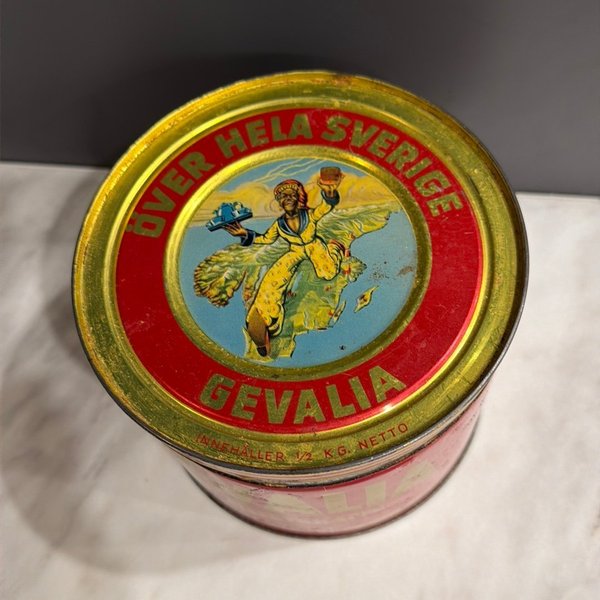 ÖVER HELA SVERIGE
GEVALIA
INNEHÅLLER 1/2 KG. NETTO